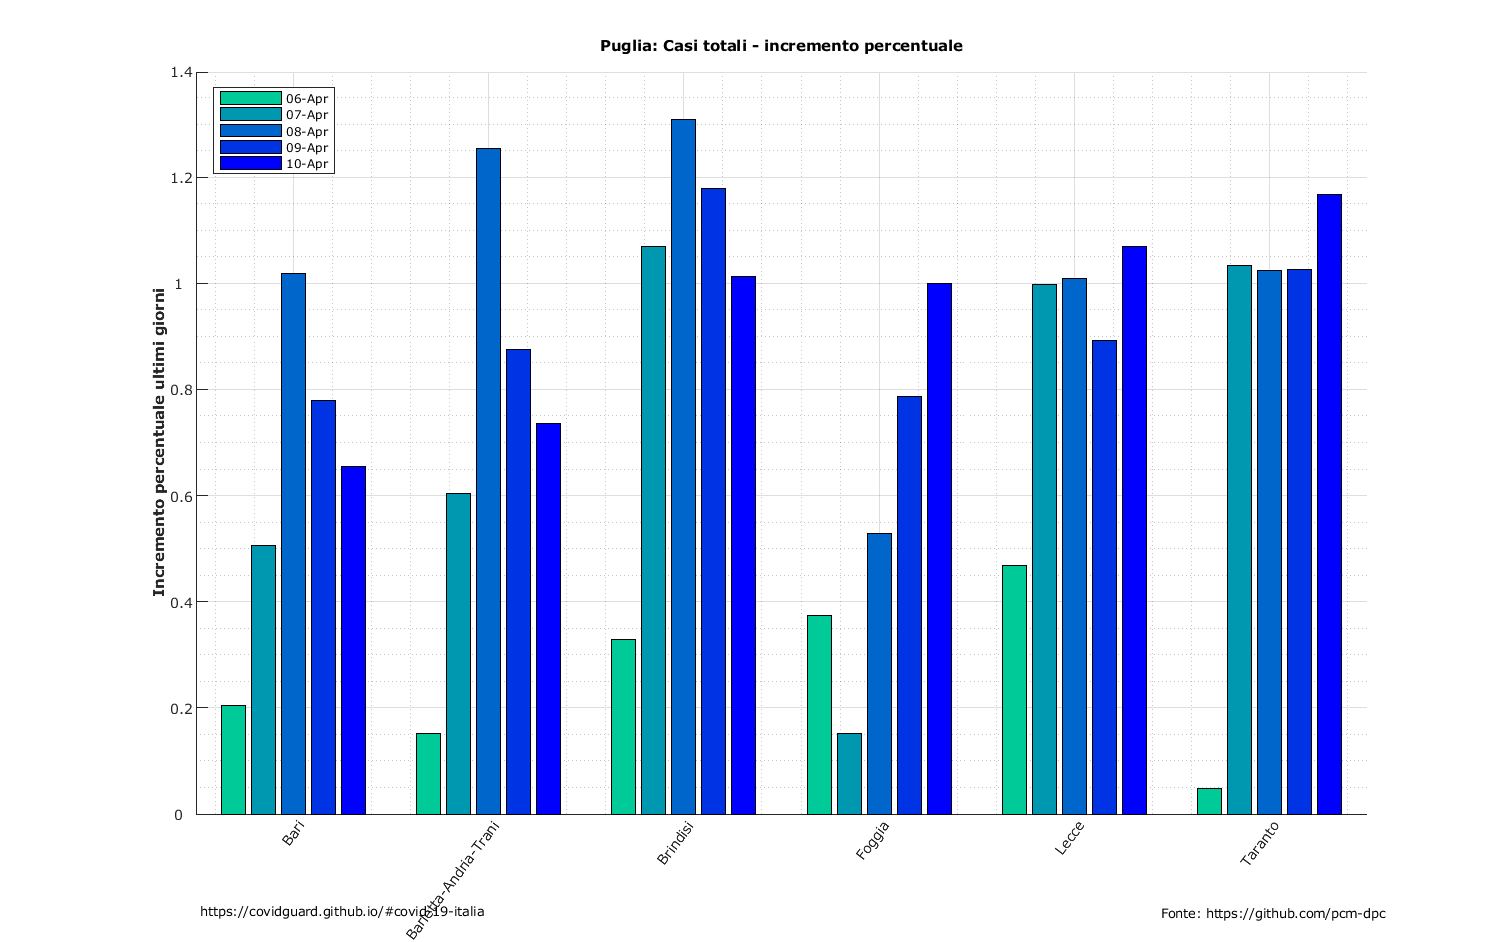 Puglia: Casi totali - incremento percentuale
1.4
1.2
1
0.8
0.6
0.4
0.2
0
Incremento percentuale ultimi giorni
06-Apr
07-Apr
08-Apr
09-Apr
10-Apr
Bari
Barletta-Andria-Trani
Brindisi
Foggia
Lecce
Taranto
https://covidguard.github.io/#covid-19-italia
Fonte: https://github.com/pcm-dpc